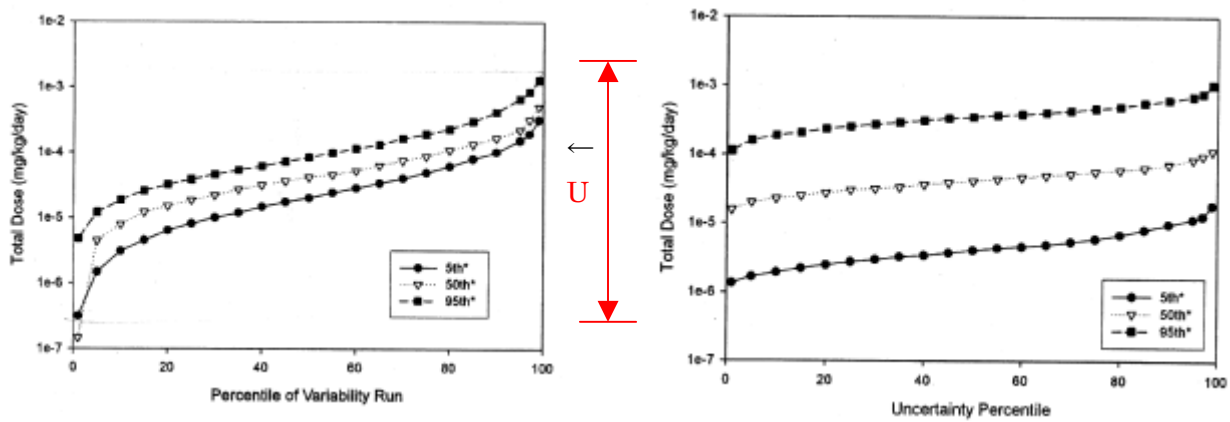 1e-2
1e-3
1e-4
1e-5
1e-6
1e-7
Total Dose (mg/kg/day)
0
20
40
60
80
100
Percentile of Variability Run
5th*
50th*
95th*
←
U
1e-2
1e-3
1e-4
1e-5
1e-6
1e-7
Total Dose (mg/kg/day)
0
20
40
60
80
100
Uncertainty Percentile
5th*
50th*
95th*